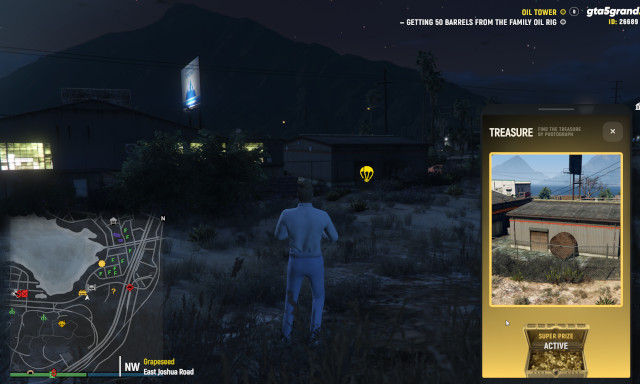 OIL TOWER
gta5grand.
– GETTING 50 BARRELS FROM THE FAMILY OIL RIG
ID: 26689
TREASURE
FIND THE TREASURE
BY PHOTOGRAPH
N
?
SUPER PRIZE
ACTIVE
NW
Grapeseed
East Joshua Road